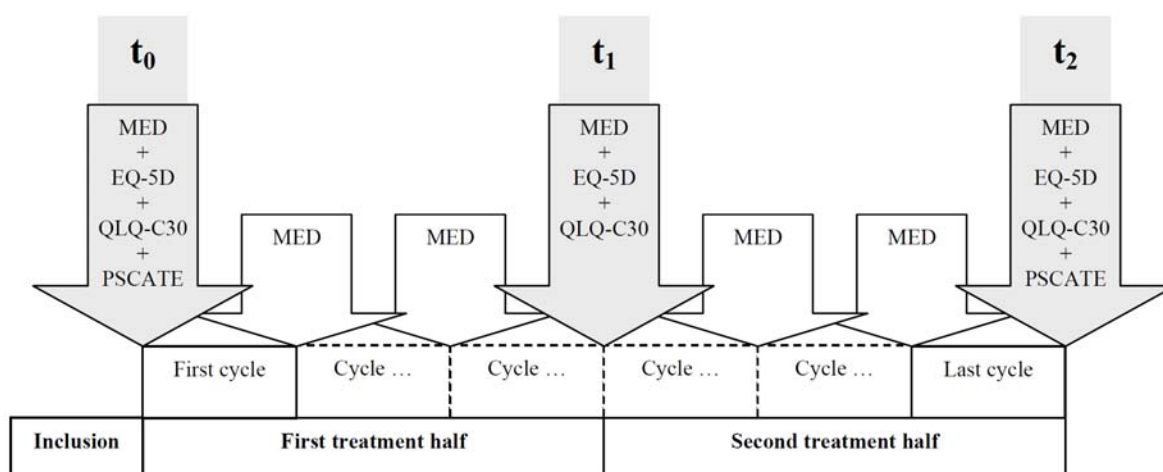 t0
t1
t2
MED
+
EQ-5D
+
QLQ-C30
+
PSCATE
MED
MED
MED
+
EQ-5D
+
QLQ-C30
MED
MED
MED
+
EQ-5D
+
QLQ-C30
+
PSCATE
First cycle
Cycle …
Cycle …
Cycle …
Cycle …
Last cycle
Inclusion
First treatment half
Second treatment half